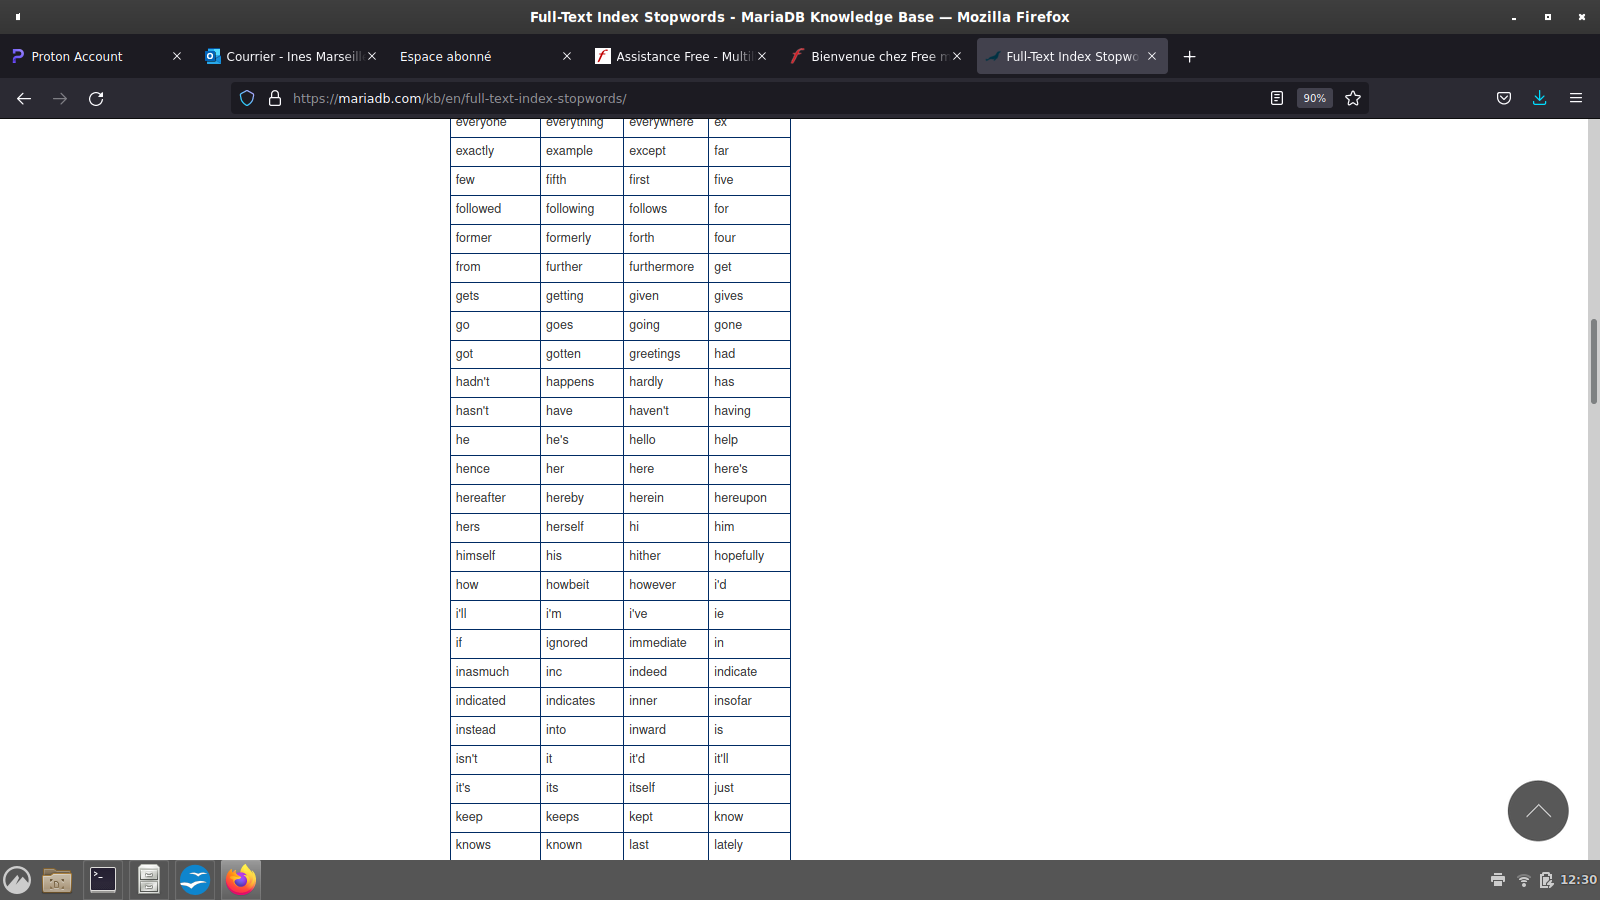 Full-Text Index Stopwords - MariaDB Knowledge Base — Mozilla Firefox
Proton Account
Courrier - Ines Marseill
Espace abonné
Assistance Free - Multi
Bienvenue chez Free m
Full-Text Index Stopwo
https://mariadb.com/kb/en/full-text-index-stopwords/
90%
everyone everything everywhere ex
exactly example except far
few fifth first five
followed following follows for
former formerly forth four
from further furthermore get
gets getting given gives
go goes going gone
got gotten greetings had
hadn't happens hardly has
hasn't have haven't having
he he's hello help
hence her here here's
hereafter hereby herein hereupon
hers herself hi him
himself his hither hopefully
how howbeit however i'd
i'll i'm i've ie
if ignored immediate in
inasmuch inc indeed indicate
indicated indicates inner insofar
instead into inward is
isn't it it'd it'll
it's its itself just
keep keeps kept know
knows known last lately
12:30